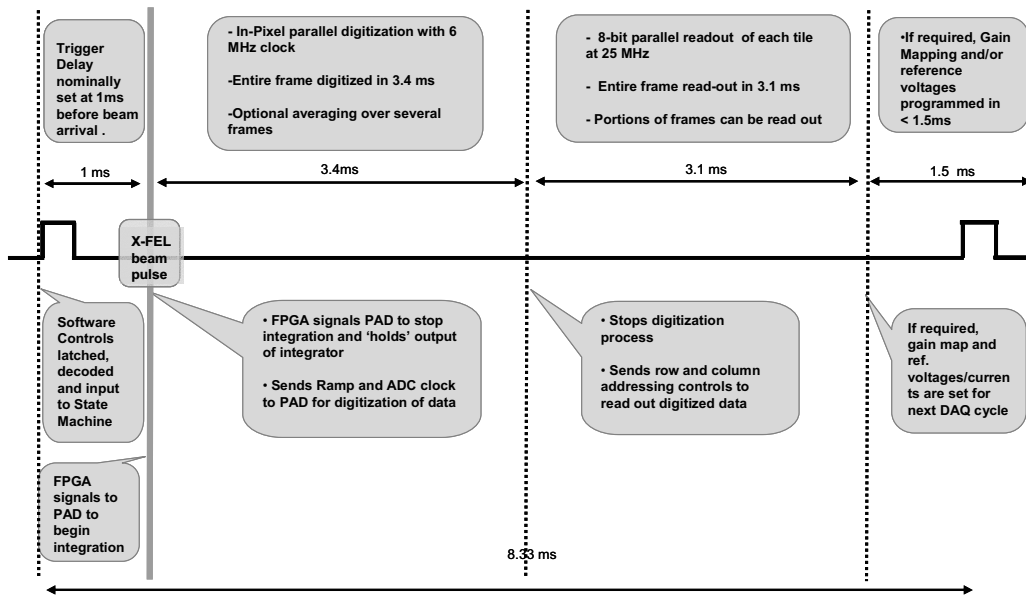 Trigger
Delay
nominally
set at 1ms
before beam
arrival .
- In-Pixel parallel digitization with 6
MHz clock
-Entire frame digitized in 3.4 ms
-Optional averaging over several
frames
- 8-bit parallel readout of each tile
at 25 MHz
- Entire frame read-out in 3.1 ms
- Portions of frames can be read out
•If required, Gain
Mapping and/or
reference
voltages
programmed in
< 1.5ms
1 ms
3.4ms
3.1 ms
1.5 ms
X-FEL
beam
pulse
Software
Controls
latched,
decoded
and input
to State
Machine
• FPGA signals PAD to stop
integration and ‘holds’ output
of integrator
• Sends Ramp and ADC clock
to PAD for digitization of data
• Stops digitization
process
• Sends row and column
addressing controls to
read out digitized data
If required,
gain map and
ref.
voltages/curren
ts are set for
next DAQ cycle
FPGA
signals to
PAD to
begin
integration
8.33 ms